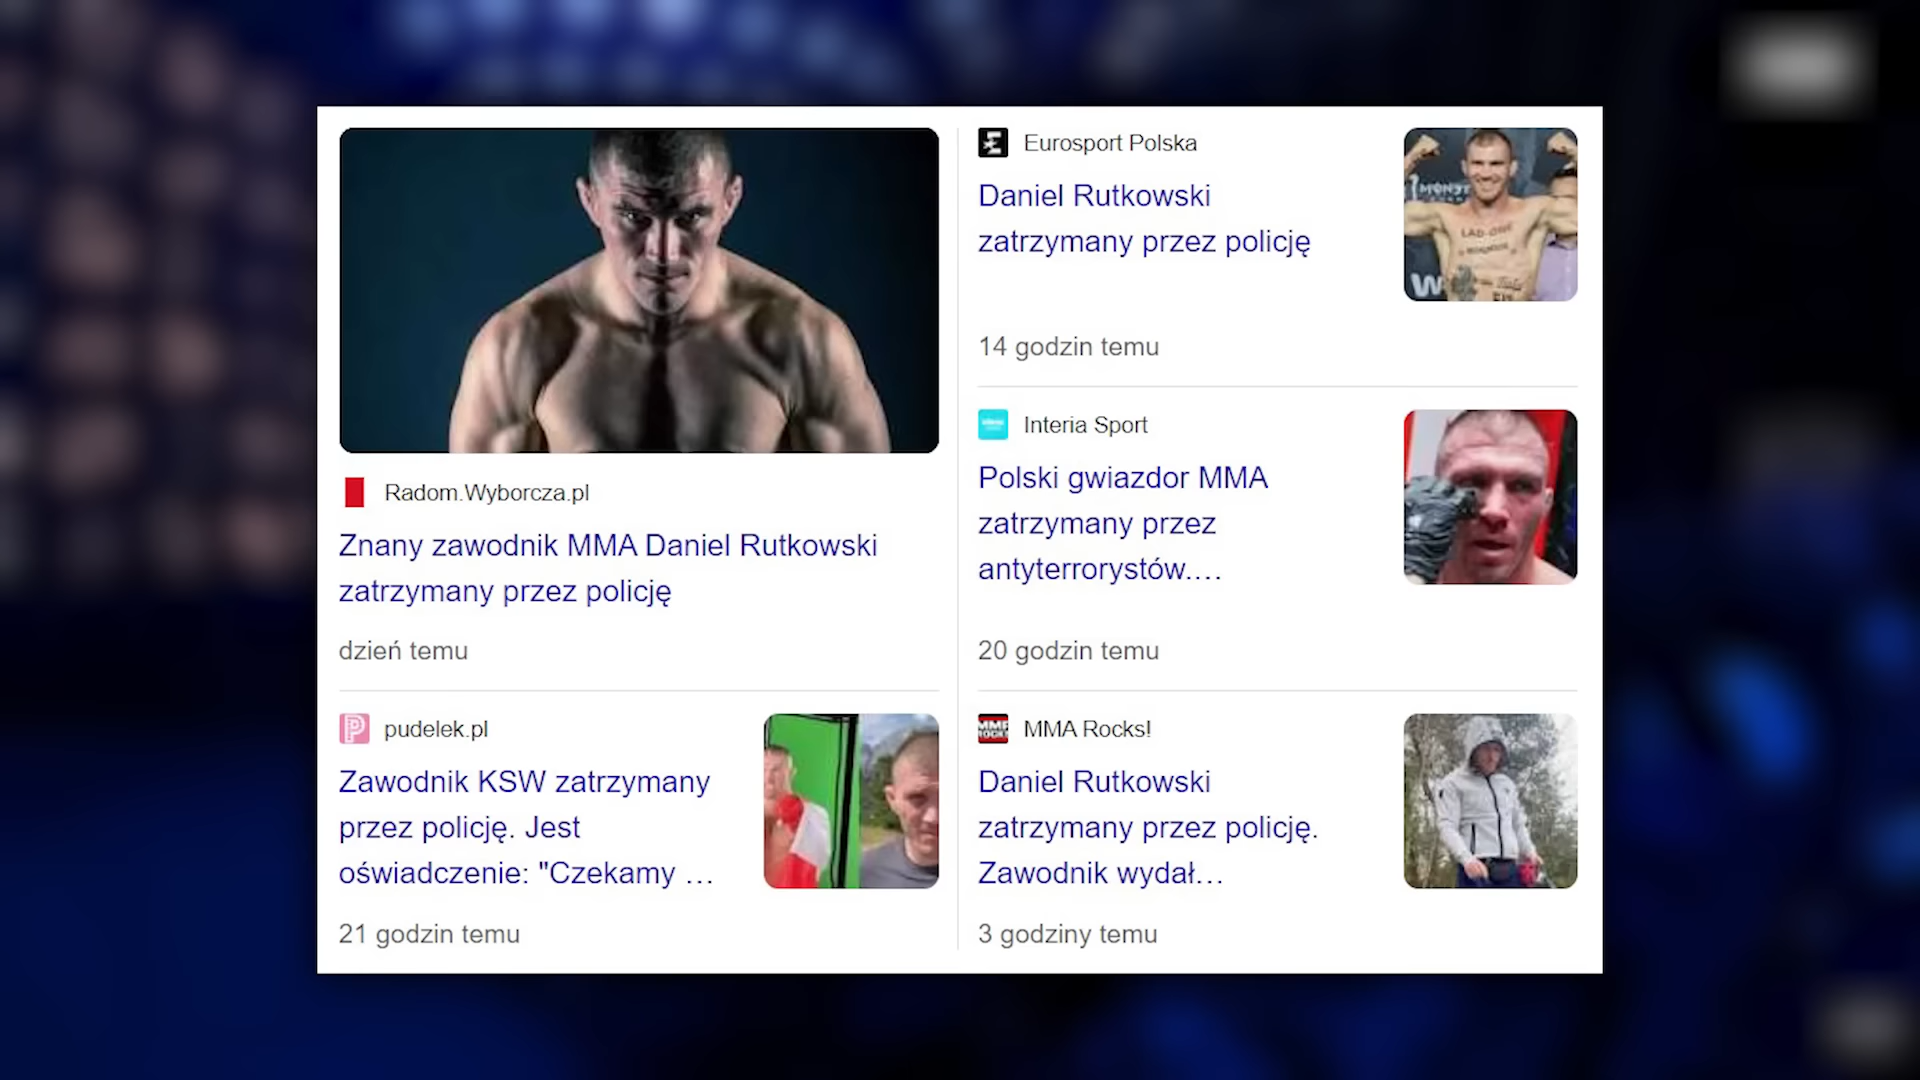 Radom.Wyborcza.pl
Znany zawodnik MMA Daniel Rutkowski
zatrzymany przez policję
dzień temu
pudelek.pl
Zawodnik KSW zatrzymany
przez policję. Jest
oświadczenie: "Czekamy …
21 godzin temu
Eurosport Polska
Daniel Rutkowski
zatrzymany przez policję
14 godzin temu
Interia Sport
Polski gwiazdor MMA
zatrzymany przez
antyterrorystów.…
20 godzin temu
MMA Rocks!
Daniel Rutkowski
zatrzymany przez policję.
Zawodnik wydał…
3 godziny temu